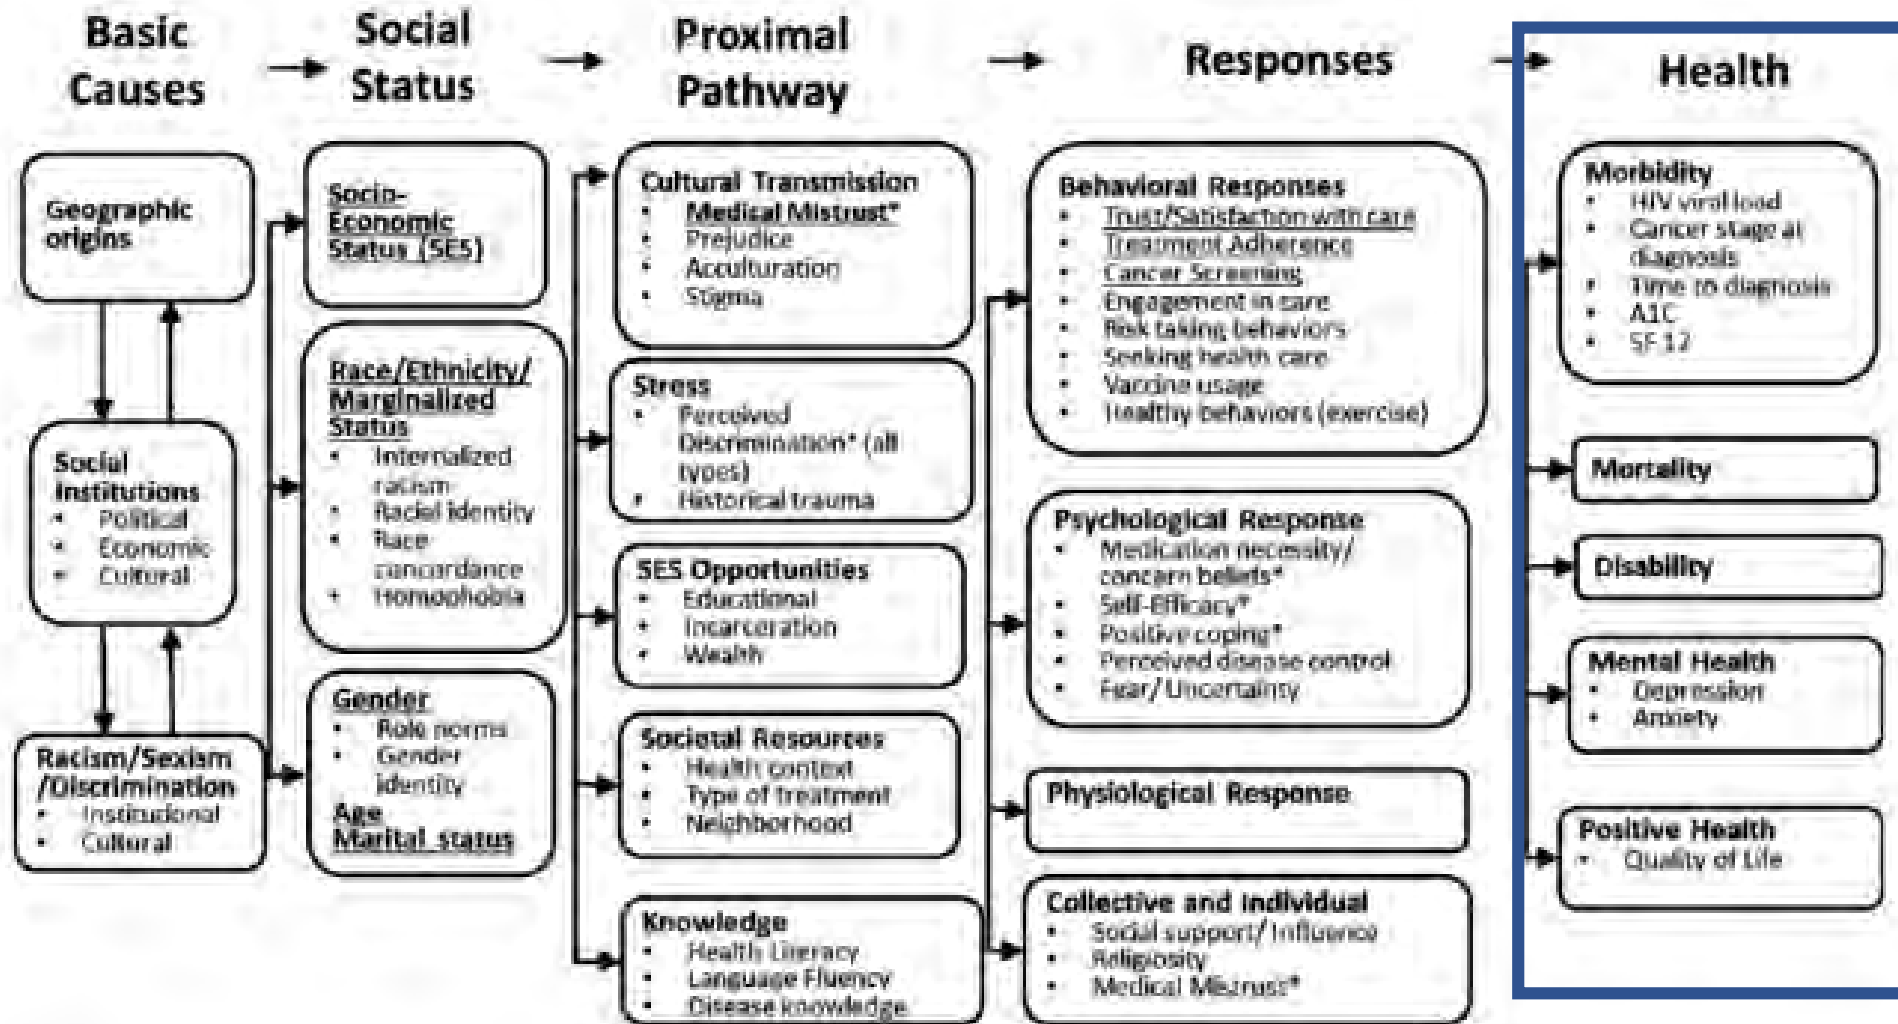 Basic
Causes
Social
Status
Proximal
Pathway
Responses
Health
Geographic
origins
Social
Institutions
• Political
• Economic
• Cultural
Racism/Sexism
/Discrimination
• Institutional
• Cultural
Socio-
Economic
Status (SES)
Race/Ethnicity/
Marginalized
Status
• Internalized
racism
• Racial identity
• Race
concordance
• Homophobia
Gender
• Role norms
• Gender
identity
Age
Marital status
Cultural Transmission
• Medical Mistrust*
• Prejudice
• Acculturation
• Stigma
Stress
• Perceived
Discrimination* (all
types)
• Historical trauma
SES Opportunities
• Educational
• Incarceration
• Wealth
Societal Resources
• Health context
• Type of treatment
• Neighborhood
Knowledge
• Health Literacy
• Language Fluency
• Disease knowledge
Behavioral Responses
• Trust/Satisfaction with care
• Treatment Adherence
• Cancer Screening
• Engagement in care
• Risk taking behaviors
• Seeking health care
• Vaccine usage
• Healthy behaviors (exercise)
Psychological Response
• Medication necessity/
concern beliefs*
• Self-Efficacy*
• Positive coping*
• Perceived disease control
• Fear/Uncertainty
Physiological Response
Collective and Individual
• Social support/Influence
• Religiosity
• Medical Mistrust*
Morbidity
• HIV viral load
• Cancer stage at
diagnosis
• Time to diagnosis
• A1C
• SF 12
Mortality
Disability
Mental Health
• Depression
• Anxiety
Positive Health
• Quality of Life